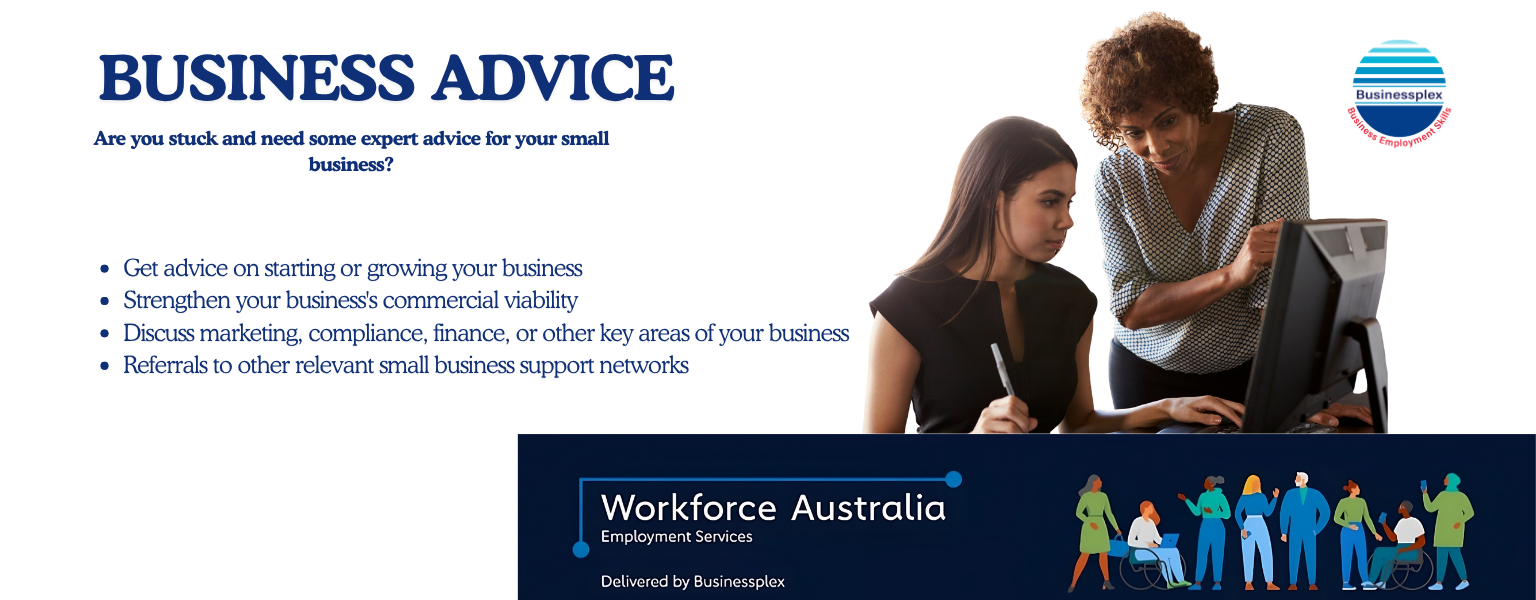 BUSINESS ADVICE
Are you stuck and need some expert advice for your small
business?
Businessplex
Business Employment Skills
Get advice on starting or growing your business
Strengthen your business's commercial viability
Discuss marketing, compliance, finance, or other key areas of your business
Referrals to other relevant small business support networks
Workforce Australia
Employment Services
Delivered by Businessplex